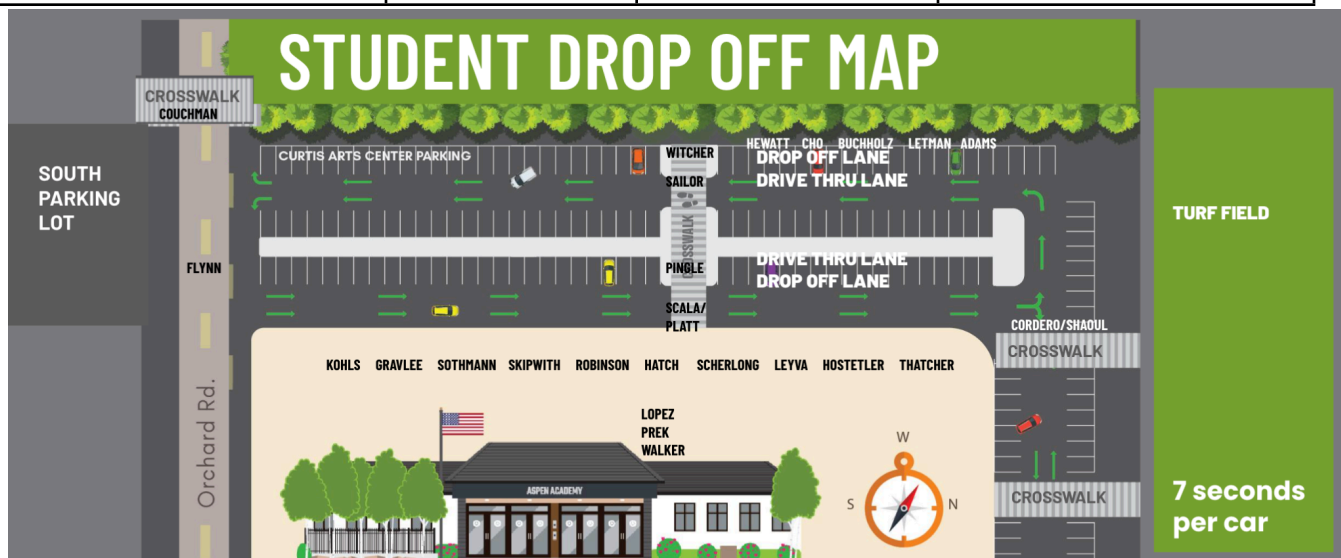 STUDENT DROP OFF MAP
CROSSWALK
COUCHMAN
SOUTH
PARKING
LOT
CURTIS ARTS CENTER PARKING
WITCHER
HEWATT CHO BUCHHOLZ LETMAN ADAMS
DROP OFF LANE
SAILOR
DRIVE THRU LANE
CROSSWALK
TURF FIELD
FLYNN
PINGLE
DRIVE THRU LANE
DROP OFF LANE
SCALA/
PLATT
CORDERO/SHAOUL
CROSSWALK
KOHLS GRAVLEE SOTHMANN SKIPWITH ROBINSON HATCH SCHERLONG LEYVA HOSTETLER THATCHER
Orchard Rd.
LOPEZ
PREK
WALKER
W
S
N
ASPEN ACADEMY
CROSSWALK
7 seconds
per car